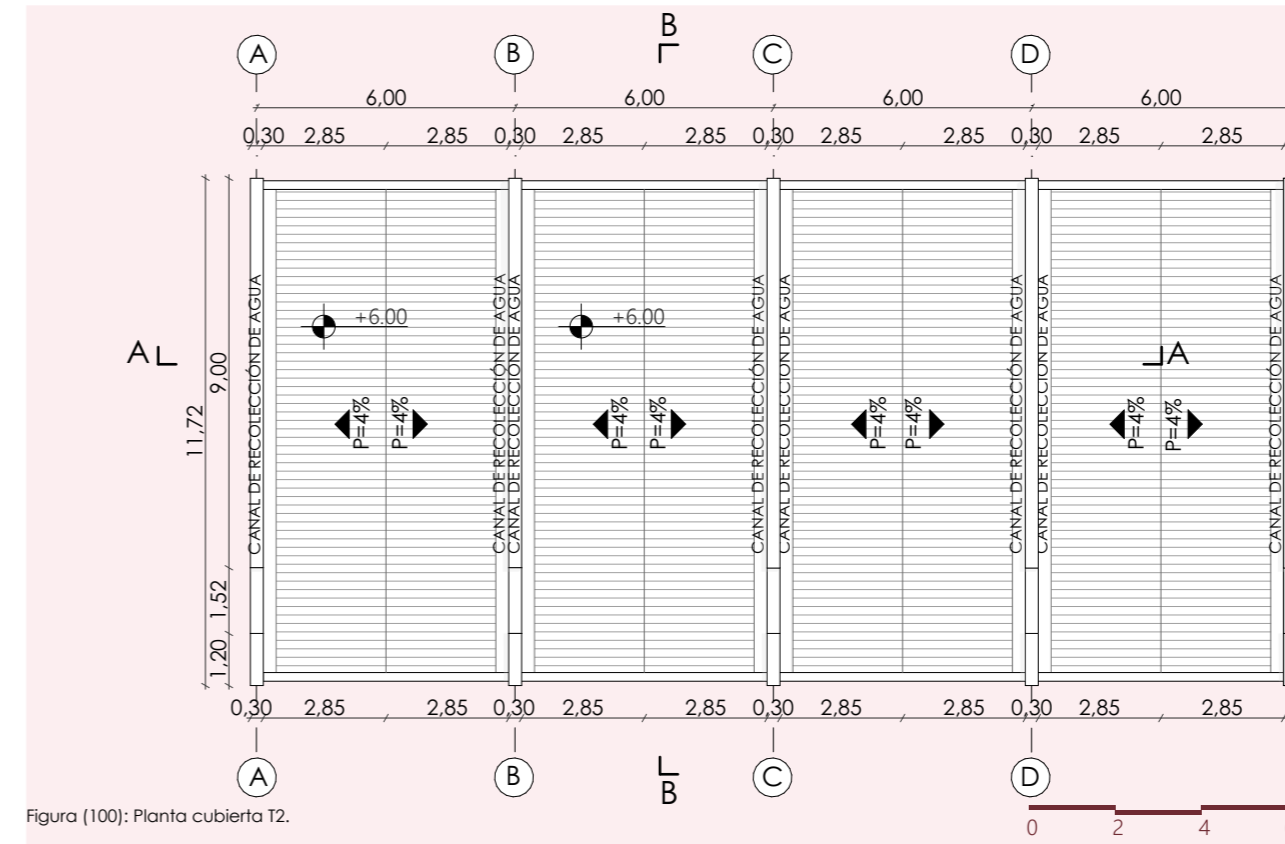 B
A B C D
6,00 6,00 6,00 6,00
0,30 2,85 2,85 0,30 2,85 2,85 0,30 2,85 2,85 0,30 2,85 2,85
CANAL DE RECOLECCIÓN DE AGUA
CANAL DE RECOLECCIÓN DE AGUA
CANAL DE RECOLECCIÓN DE AGUA
CANAL DE RECOLECCIÓN DE AGUA
CANAL DE RECOLECCIÓN DE AGUA
CANAL DE RECOLECCIÓN DE AGUA
CANAL DE RECOLECCIÓN DE AGUA
CANAL DE RECOLECCIÓN DE AGUA
+6.00 +6.00
A A
9,00
11,72
P=4% P=4% P=4% P=4% P=4% P=4% P=4% P=4%
1,52
1,20
0,30 2,85 2,85 0,30 2,85 2,85 0,30 2,85 2,85 0,30 2,85 2,85
A B C D
B
Figura (100): Planta cubierta T2.
0 2 4